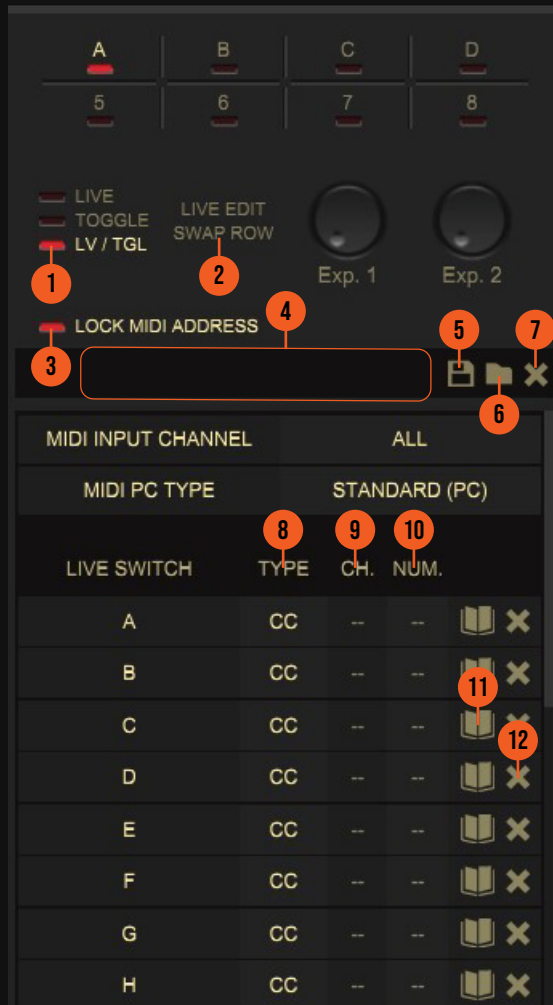 A B C D
5 6 7 8
LIVE
TOGGLE
LV / TGL
LIVE EDIT
SWAP ROW
1
2
Exp. 1 Exp. 2
LOCK MIDI ADDRESS
3
4
5
6
7
MIDI INPUT CHANNEL ALL
MIDI PC TYPE STANDARD (PC)
8 9 10
LIVE SWITCH TYPE CH. NUM.
A CC -- --
B CC -- --
11
C CC -- --
12
D CC -- --
E CC -- --
F CC -- --
G CC -- --
H CC -- --